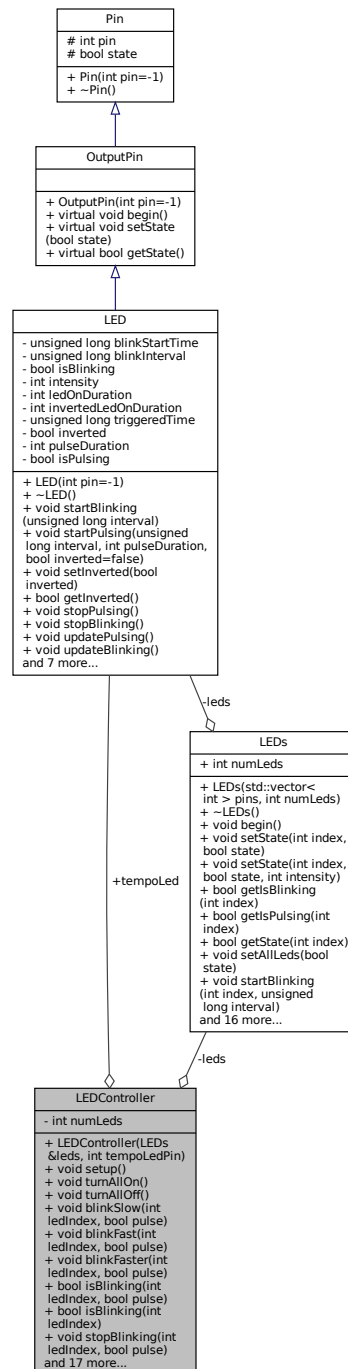 Pin
# int pin
# bool state
+ Pin(int pin=-1)
+ ~Pin()
OutputPin
+ OutputPin(int pin=-1)
+ virtual void begin()
+ virtual void setState
(bool state)
+ virtual bool getState()
LED
- unsigned long blinkStartTime
- unsigned long blinkInterval
- bool isBlinking
- int intensity
- int ledOnDuration
- int invertedLedOnDuration
- unsigned long triggeredTime
- bool inverted
- int pulseDuration
- bool isPulsing
+ LED(int pin=-1)
+ ~LED()
+ void startBlinking
(unsigned long interval)
+ void startPulsing(unsigned
long interval, int pulseDuration,
bool inverted=false)
+ void setInverted(bool
inverted)
+ bool getInverted()
+ void stopPulsing()
+ void stopBlinking()
+ void updatePulsing()
+ void updateBlinking()
and 7 more...
-leds
LEDs
+ int numLeds
+ LEDs(std::vector<
int > pins, int numLeds)
+ ~LEDs()
+ void begin()
+ void setState(int index,
bool state)
+ void setState(int index,
bool state, int intensity)
+ bool getIsBlinking
(int index)
+ bool getIsPulsing(int
index)
+ bool getState(int index)
+ void setAllLeds(bool
state)
+ void startBlinking
(int index, unsigned
long interval)
and 16 more...
+tempoLed
-leds
LEDController
- int numLeds
+ LEDController(LEDs
&leds, int tempoLedPin)
+ void setup()
+ void turnAllOn()
+ void turnAllOff()
+ void blinkSlow(int
ledIndex, bool pulse)
+ void blinkFast(int
ledIndex, bool pulse)
+ void blinkFaster(int
ledIndex, bool pulse)
+ bool isBlinking(int
ledIndex, bool pulse)
+ bool isBlinking(int
ledIndex)
+ void stopBlinking(int
ledIndex, bool pulse)
and 17 more...